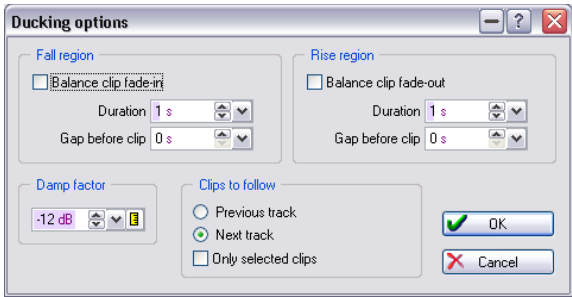 Ducking options
?
Fall region
Balance clip fade-in
Duration 1 s
Gap before clip 0 s
Rise region
Balance clip fade-out
Duration 1 s
Gap before clip 0 s
Damp factor
-12 dB
Clips to follow
Previous track
Next track
Only selected clips
OK
Cancel